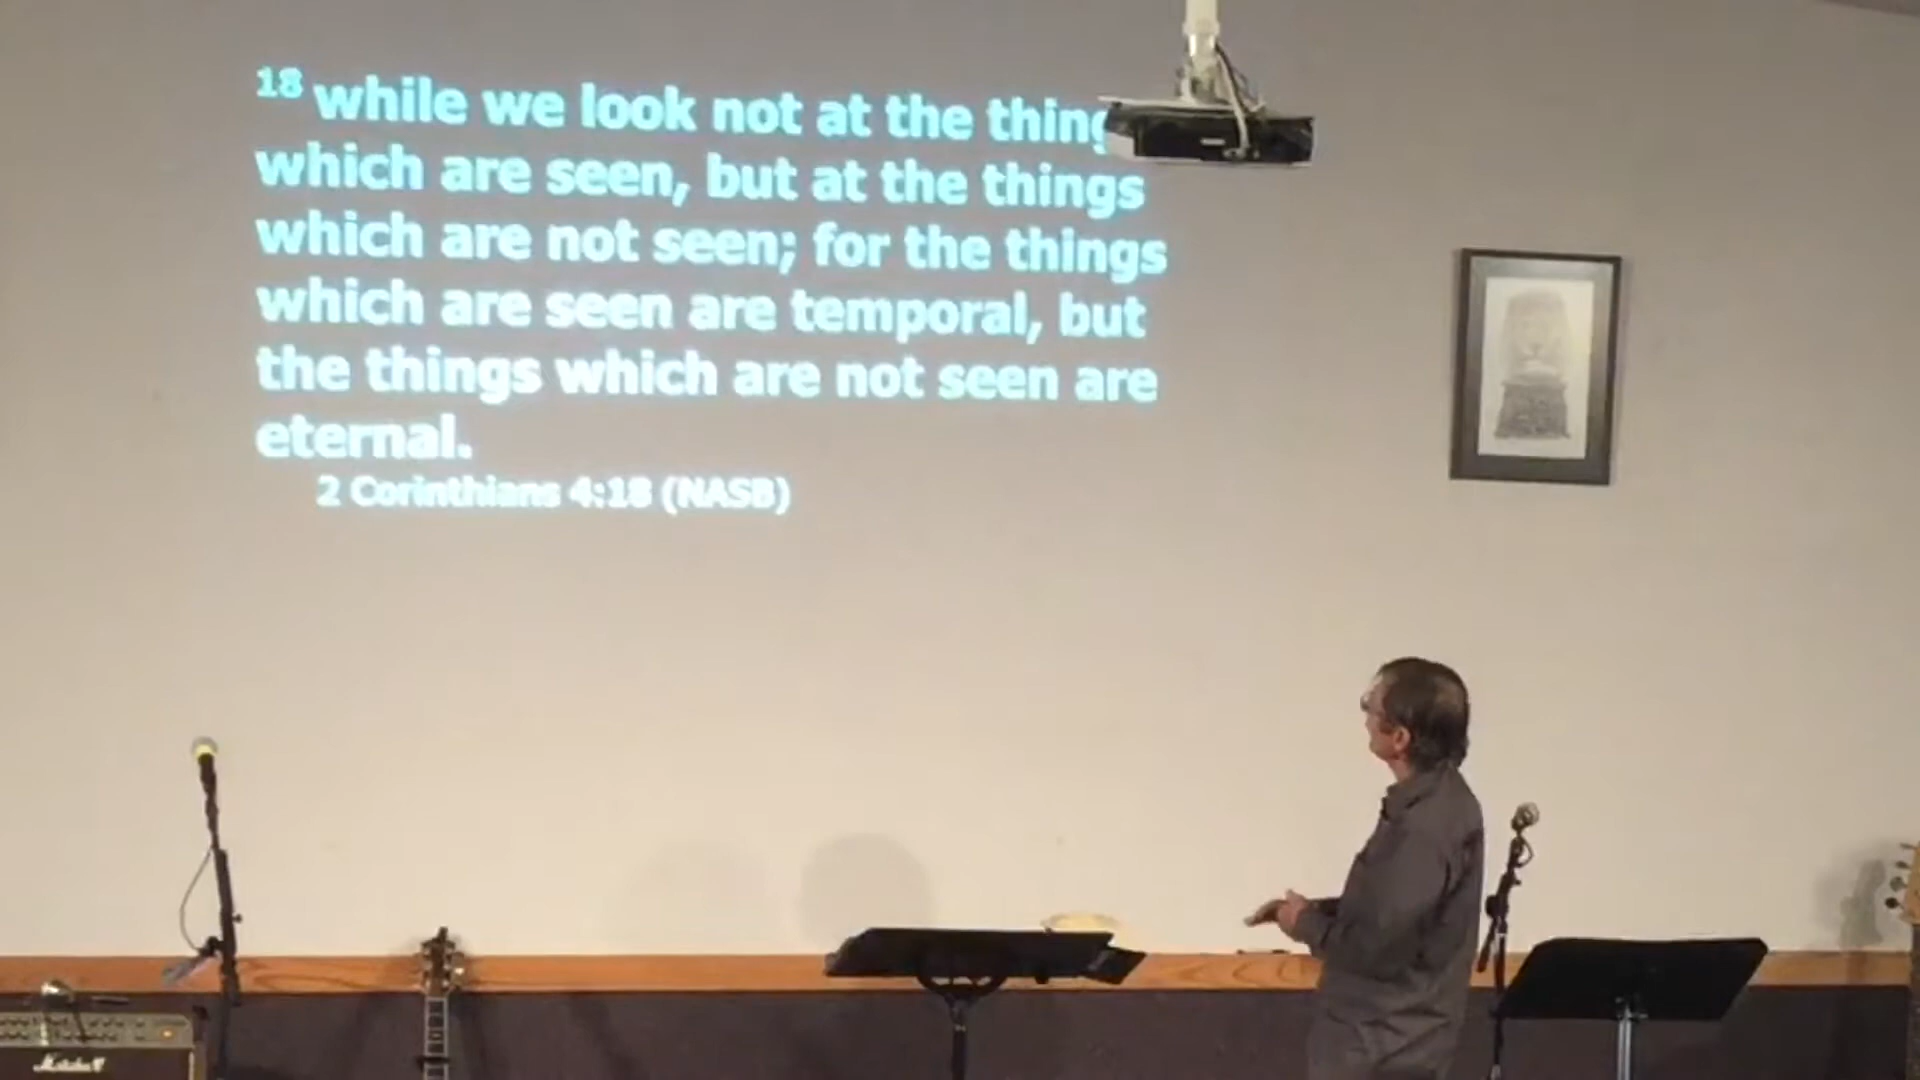 18 while we look not at the thing
which are seen, but at the things
which are not seen; for the things
which are seen are temporal, but
the things which are not seen are
eternal.
2 Corinthians 4:18 (NASB)
Marshall